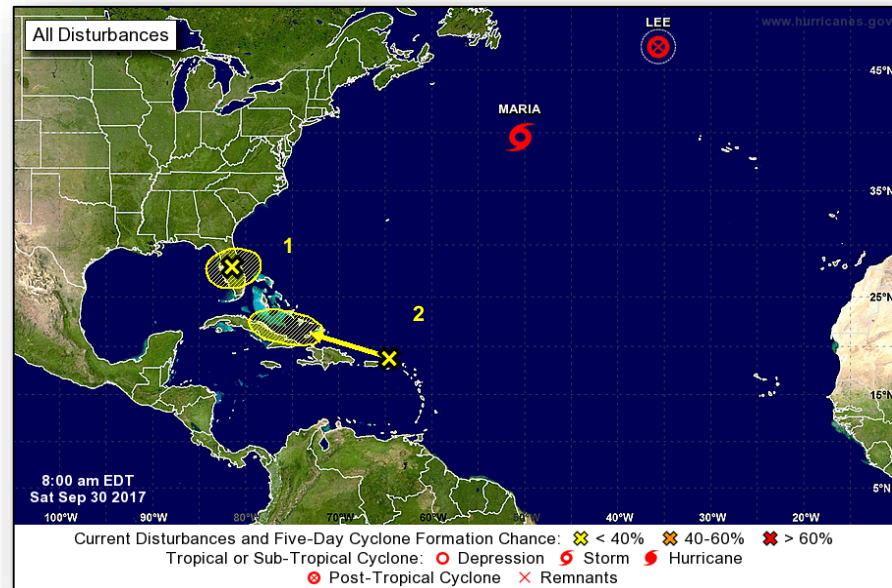 All Disturbances
www.hurricanes.gov
LEE
45°N
MARIA
35°N
1
25°N
2
15°N
8:00 am EDT
Sat Sep 30 2017
5°N
100°W 90°W 80°W 70°W 60°W 50°W 40°W 30°W 20°W
Current Disturbances and Five-Day Cyclone Formation Chance: < 40% 40-60% > 60%
Tropical or Sub-Tropical Cyclone: Depression Storm Hurricane
Post-Tropical Cyclone Remnants